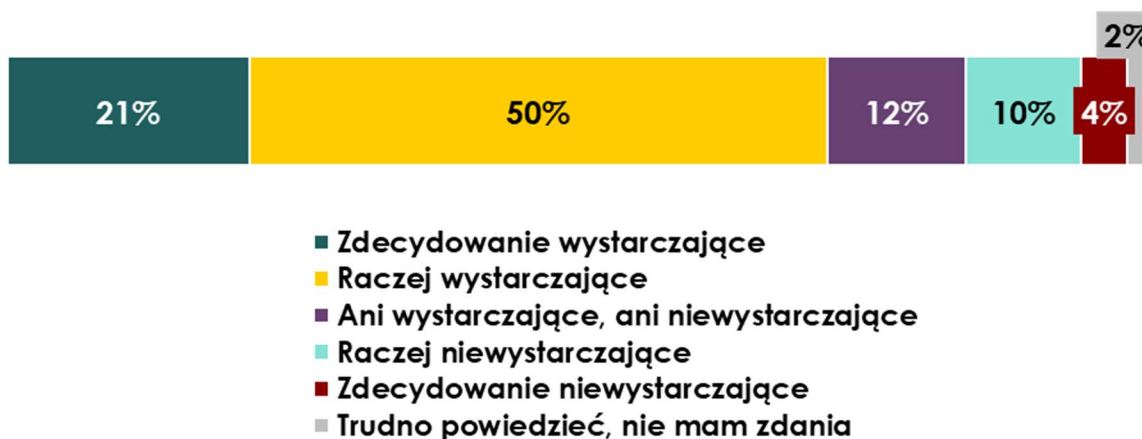 2%
21% 50% 12% 10% 4%
Zdecydowanie wystarczające
Raczej wystarczające
Ani wystarczające, ani niewystarczające
Raczej niewystarczające
Zdecydowanie niewystarczające
Trudno powiedzieć, nie mam zdania